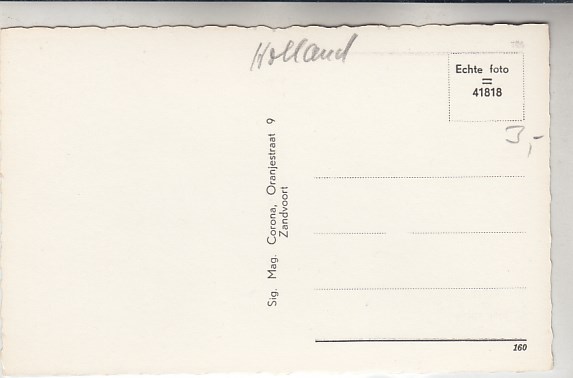 Holland
Echte foto
=
41818
3,-
Sig. Mag. Corona, Oranjestraat 9
Zandvoort
160